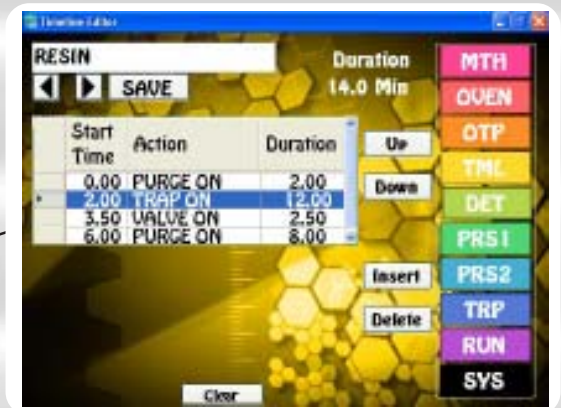 Timeline Editor
RESIN
Duration
14.0 Min
SAVE
Start Time Action Duration
0.00 PURGE ON 2.00
2.00 TRAP ON 12.00
3.50 VALVE ON 2.50
6.00 PURGE ON 8.00
Up
Down
Insert
Delete
Clear
MTH
OVEN
OTP
TML
DET
PRS1
PRS2
TRP
RUN
SYS